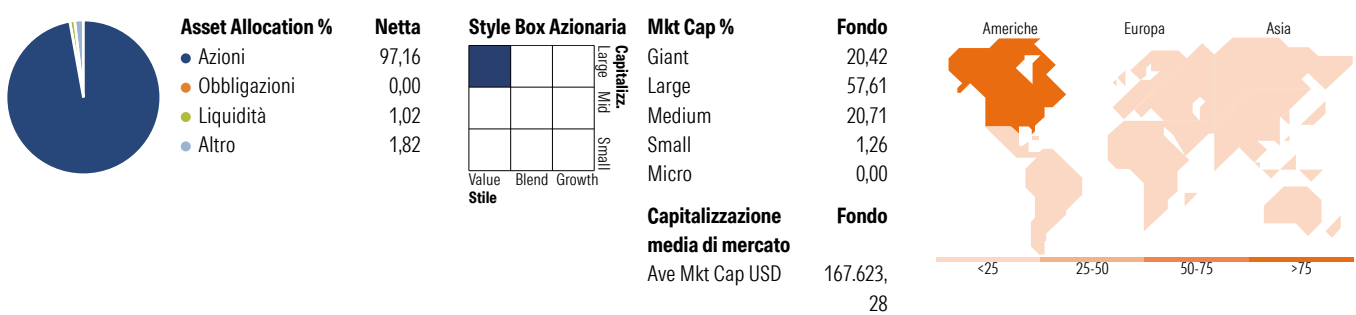 Asset Allocation % Netta
Azioni 97,16
Obbligazioni 0,00
Liquidità 1,02
Altro 1,82
Style Box Azionaria
Capitalizz.
Large Mid Small
Value Blend Growth
Stile
Mkt Cap % Fondo
Giant 20,42
Large 57,61
Medium 20,71
Small 1,26
Micro 0,00
Capitalizzazione Fondo
media di mercato
Ave Mkt Cap USD 167.623,
28
Americhe Europa Asia
<25 25-50 50-75 >75